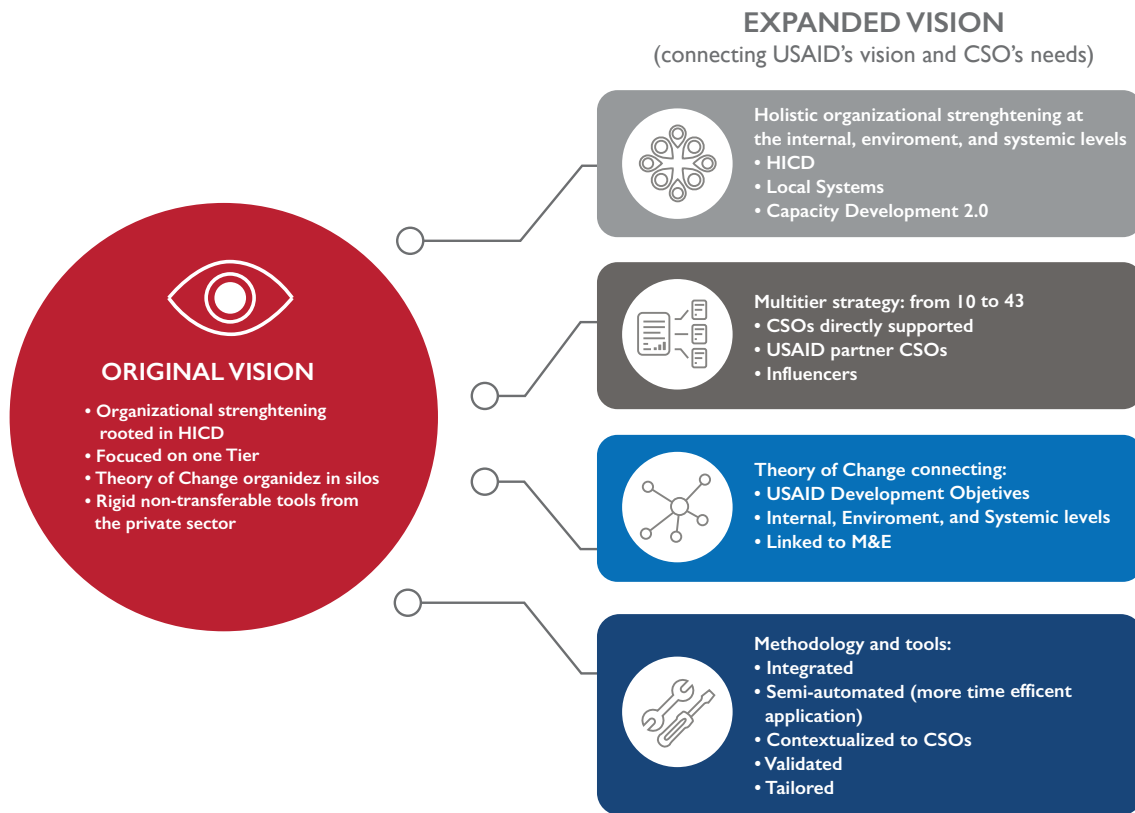 EXPANDED VISION
(connecting USAID's vision and CSO's needs)
ORIGINAL VISION
• Organizational strenghtening
rooted in HICD
• Focuced on one Tier
• Theory of Change organidez in silos
• Rigid non-transferable tools from
the private sector
Holistic organizational strenghtening at
the internal, enviroment, and systemic levels
• HICD
• Local Systems
• Capacity Development 2.0
Multitier strategy: from 10 to 43
• CSOs directly supported
• USAID partner CSOs
• Influencers
Theory of Change connecting:
• USAID Development Objetives
• Internal, Enviroment, and Systemic levels
• Linked to M&E
Methodology and tools:
• Integrated
• Semi-automated (more time efficent
application)
• Contextualized to CSOs
• Validated
• Tailored